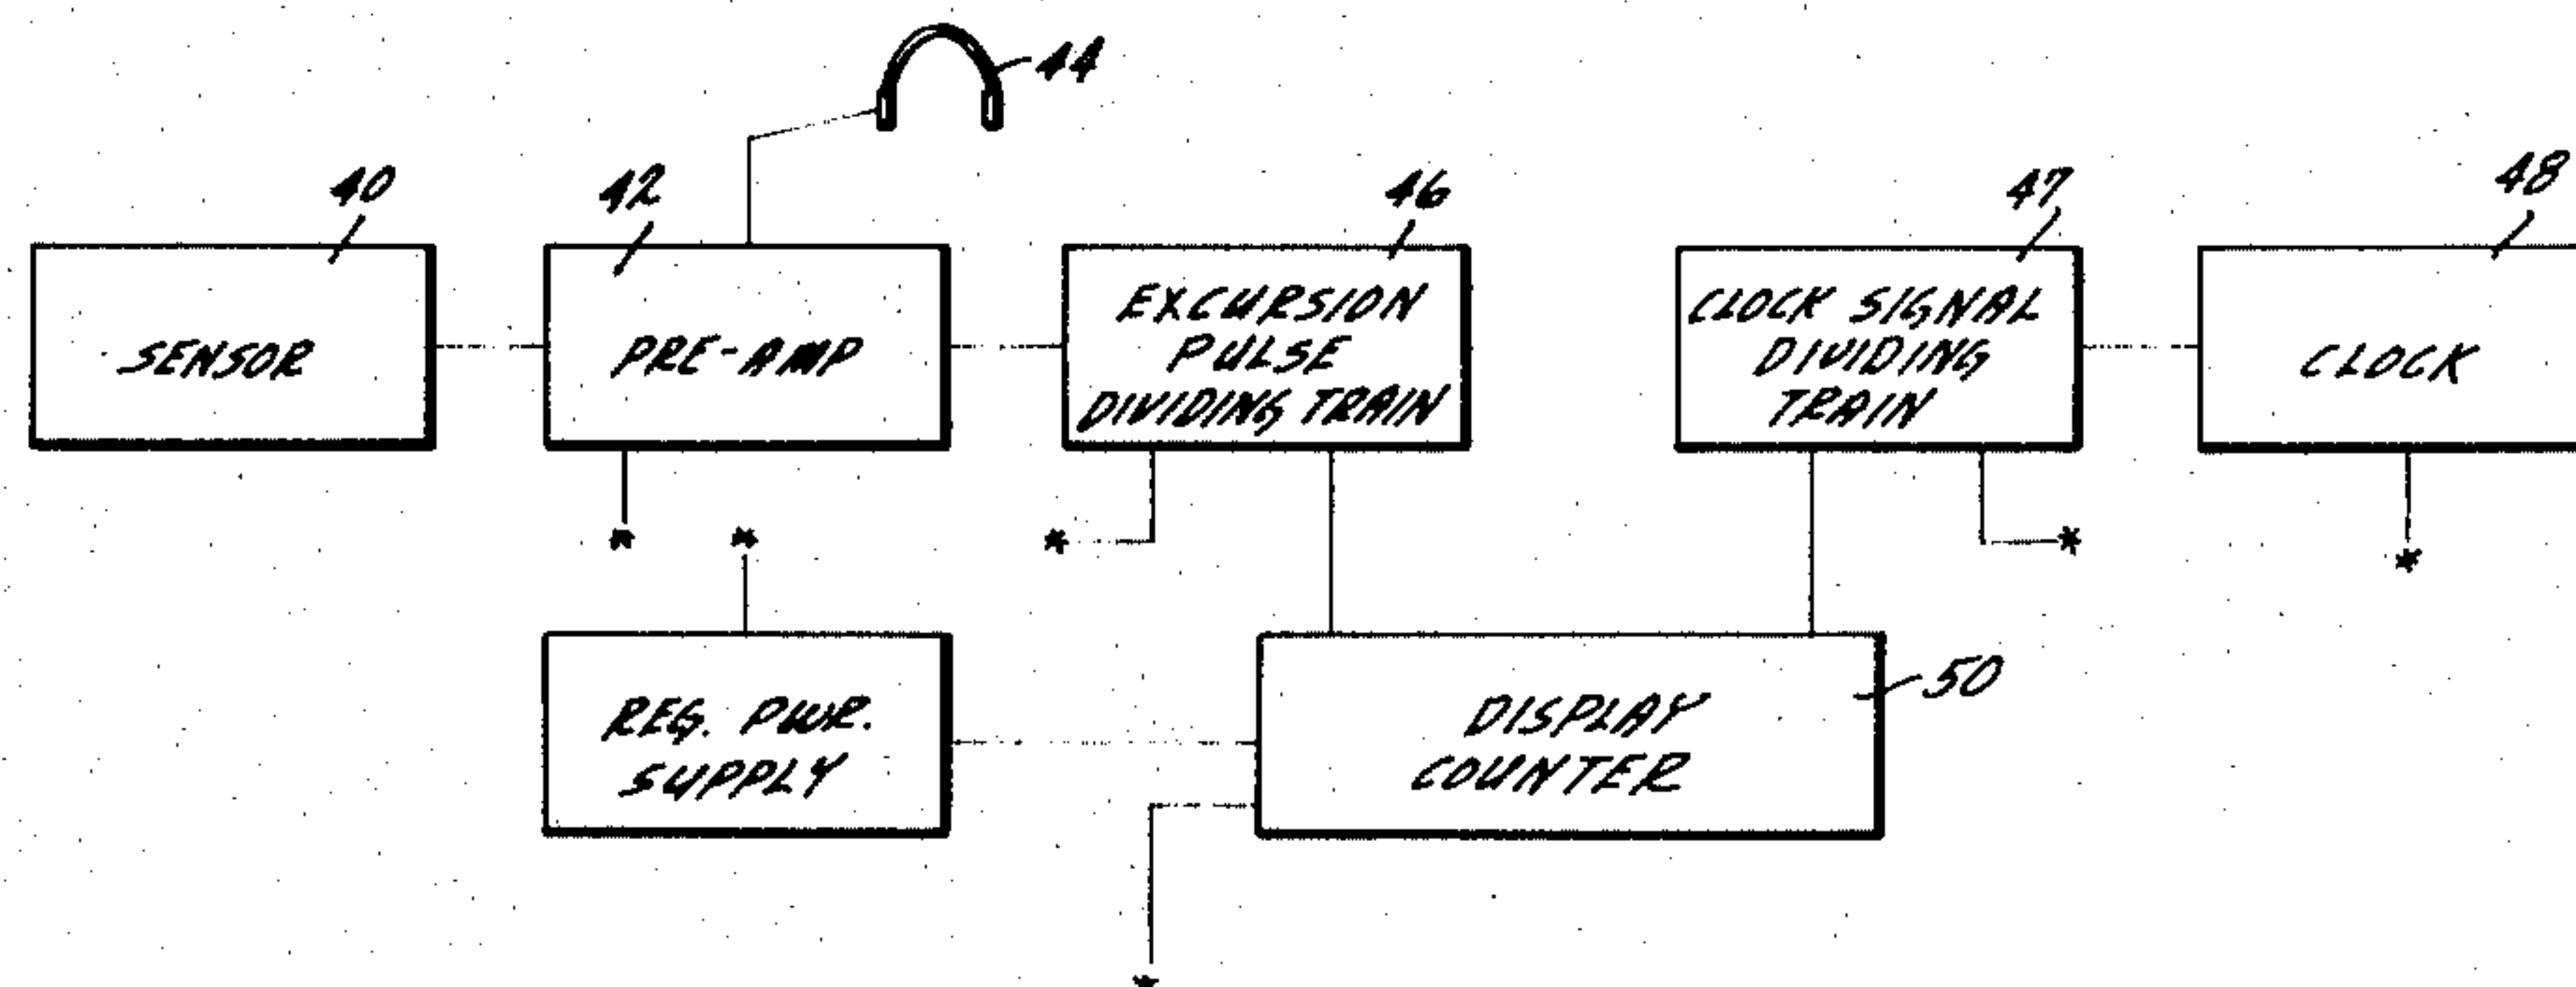 44
40
42
46
47
48
SENSOR
PRE-AMP
EXCURSION
PULSE
DIVIDING TRAIN
CLOCK SIGNAL
DIVIDING
TRAIN
CLOCK
*
*
*
*
*
REG. PWR.
SUPPLY
DISPLAY
COUNTER
50
*